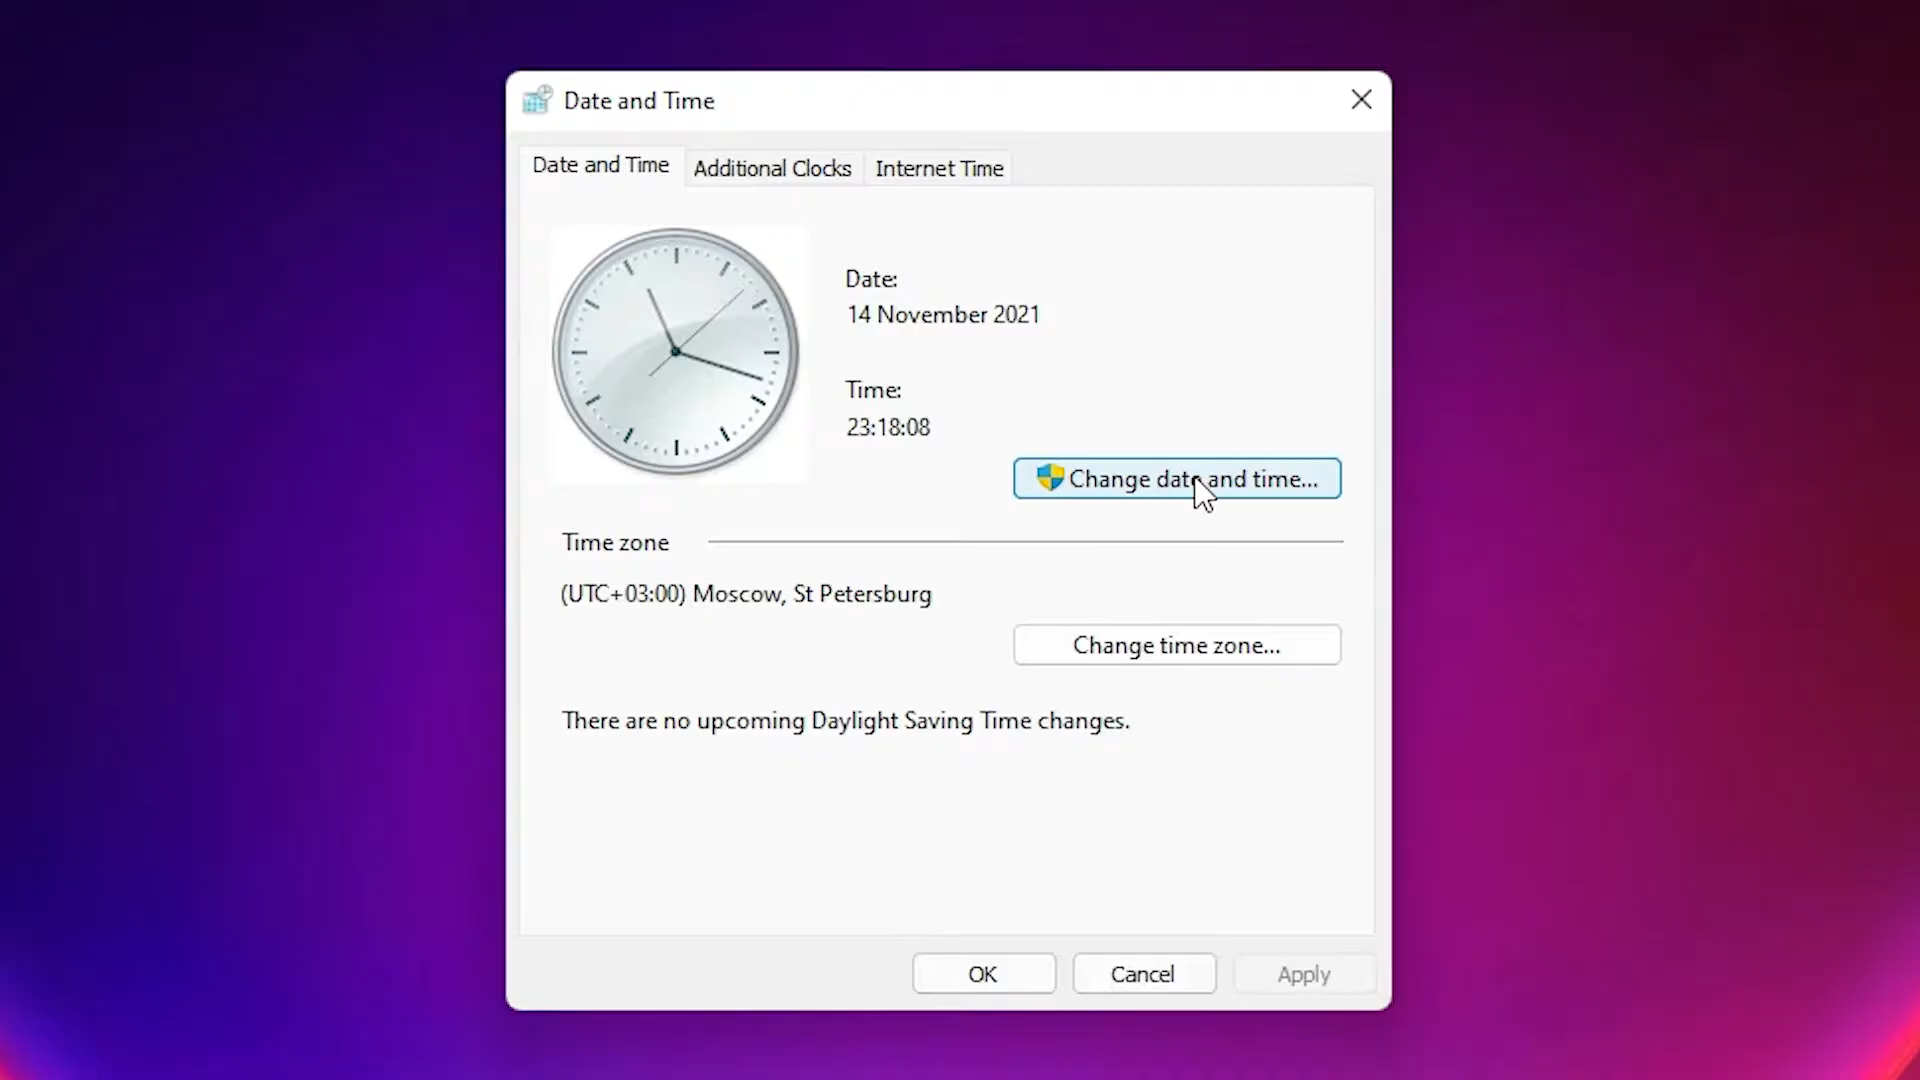 Date and Time
Date and Time
Additional Clocks
Internet Time
Date:
14 November 2021
Time:
23:18:08
Change date and time...
Time zone
(UTC+03:00) Moscow, St Petersburg
Change time zone...
There are no upcoming Daylight Saving Time changes.
OK
Cancel
Apply